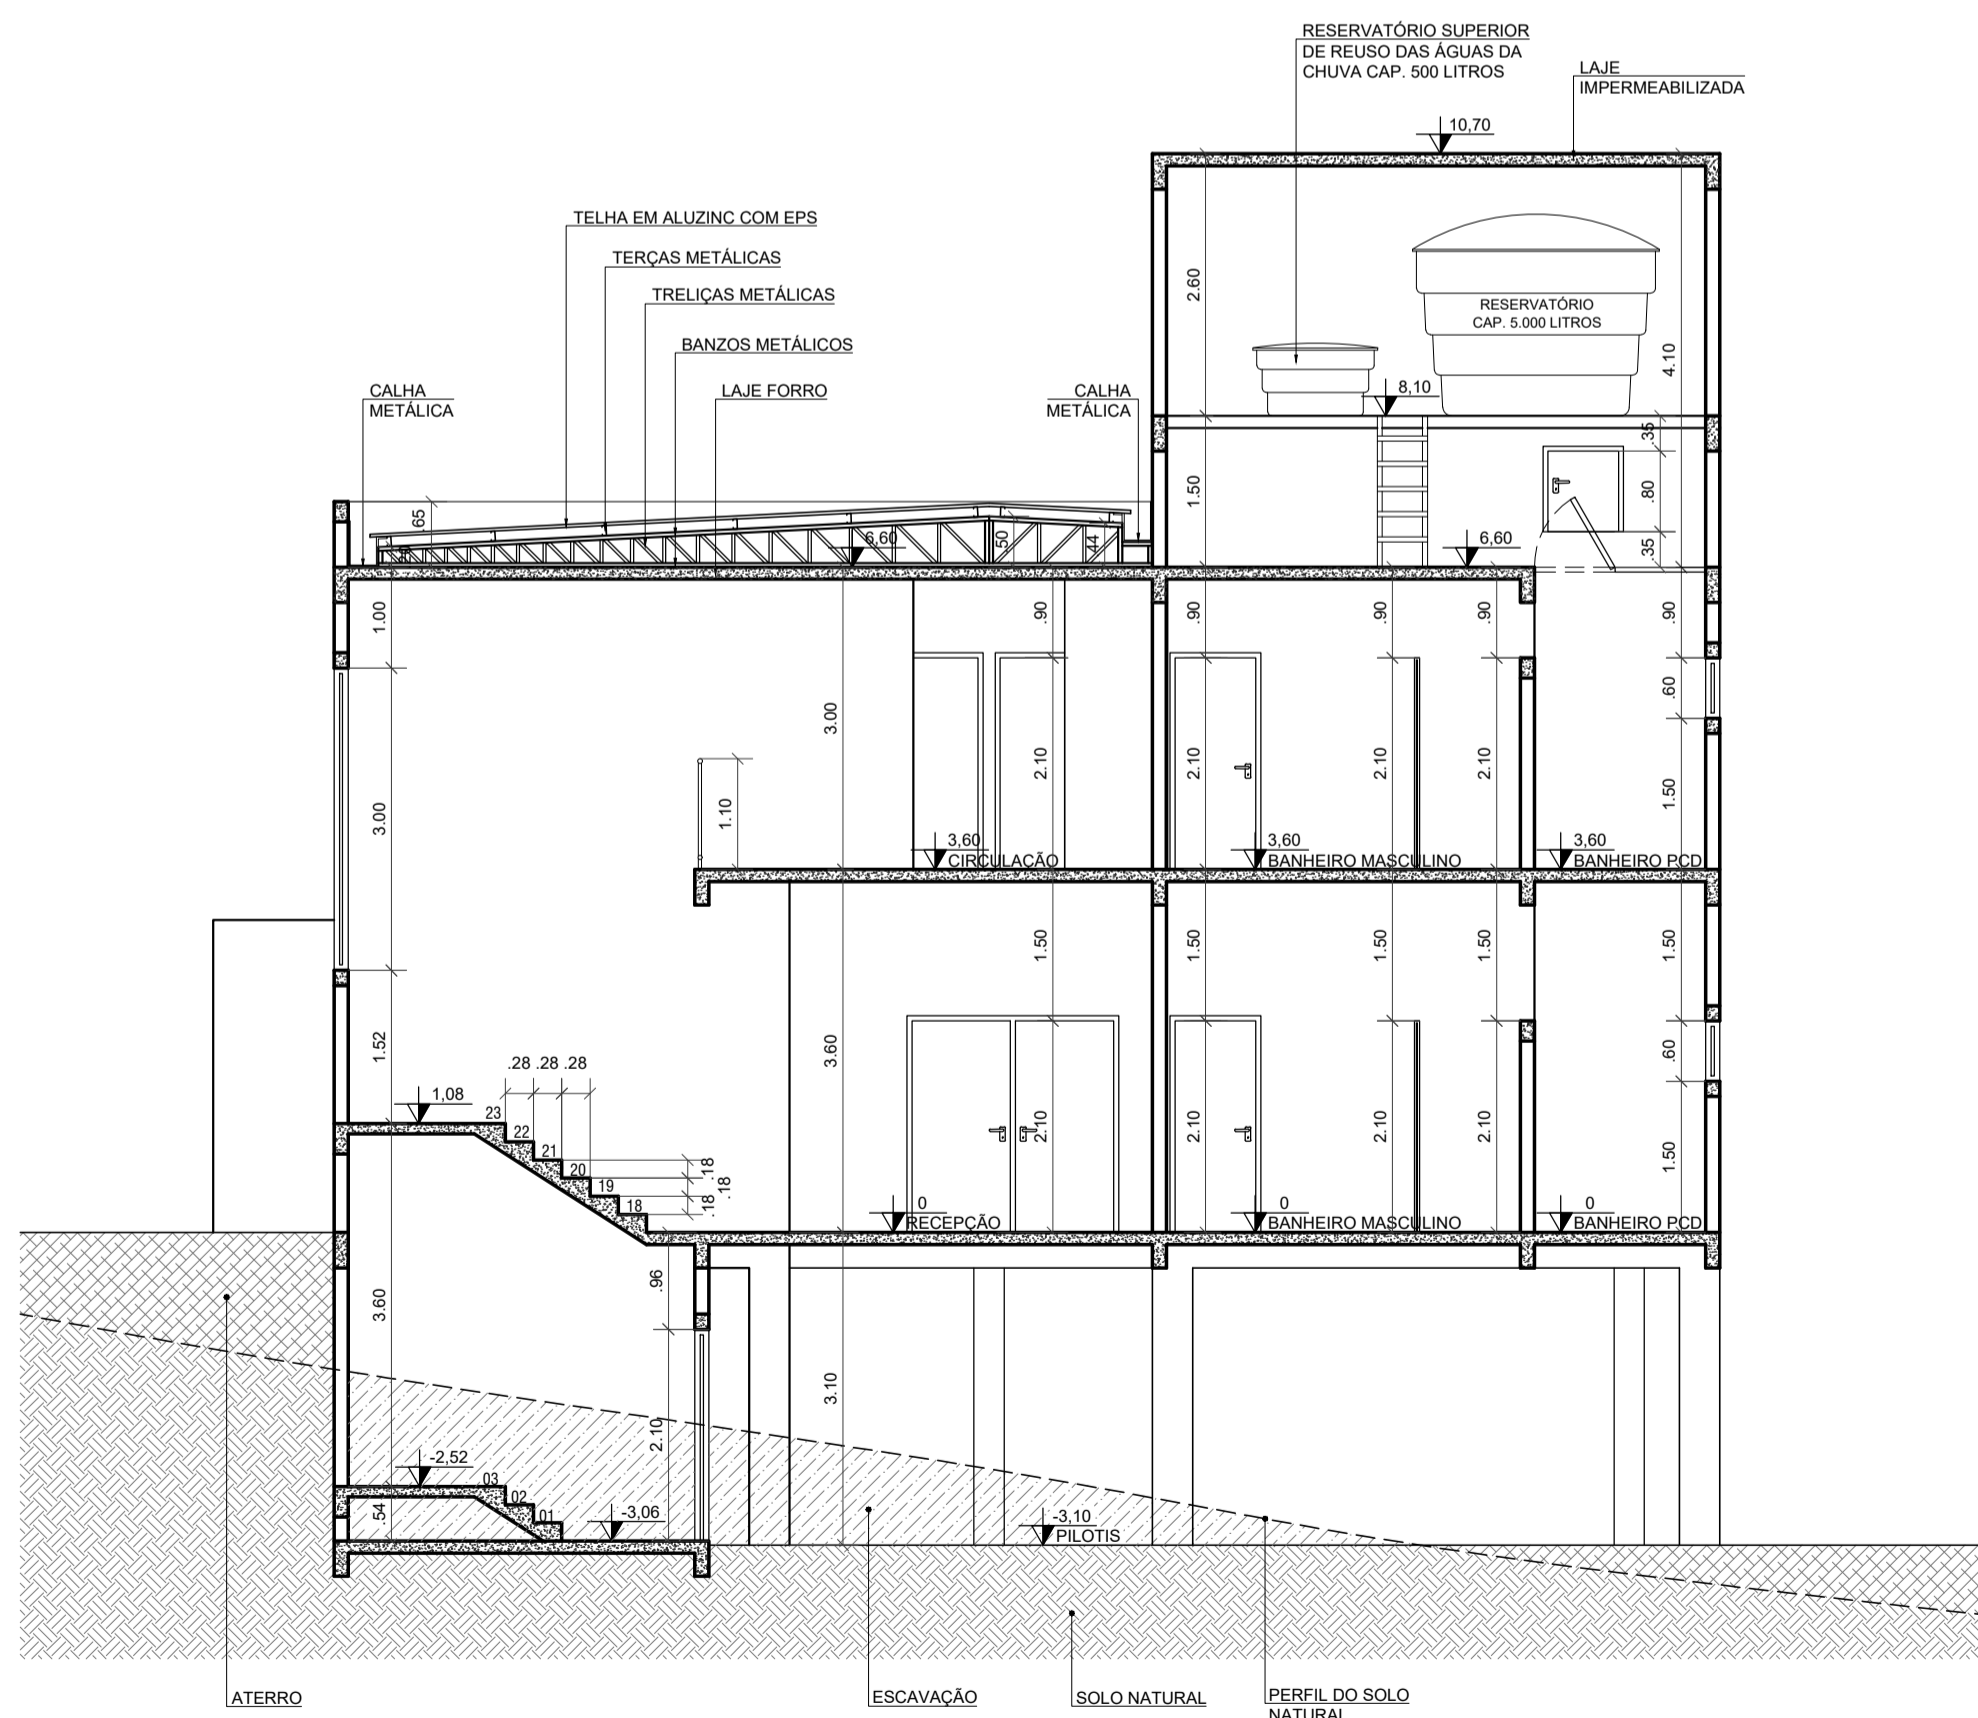 RESERVATÓRIO SUPERIOR
DE REUSO DAS ÁGUAS DA
CHUVA CAP. 500 LITROS
LAJE
IMPERMEABILIZADA
10,70
TELHA EM ALUZINC COM EPS
TERÇAS METÁLICAS
TRELIÇAS METÁLICAS
BANZOS METÁLICOS
LAJE FORRO
CALHA
METÁLICA
CALHA
METÁLICA
2.60
RESERVATÓRIO
CAP. 5.000 LITROS
4.10
8,10
1.50
.35
.80
.35
.65
6,60
.50
.44
6,60
1.00
.90
.90
.90
.90
.90
3.00
3.00
2.10
2.10
2.10
2.10
.60
1.50
1.10
3,60
CIRCULAÇÃO
3,60
BANHEIRO MASCULINO
3,60
BANHEIRO PCD
1.52
3.60
1.50
1.50
1.50
1.50
1.50
.60
2.10
2.10
2.10
2.10
1.50
.28 .28 .28
1,08
23
22
21
20
19
18
.18
.18
.18
0
RECEPÇÃO
0
BANHEIRO MASCULINO
0
BANHEIRO PCD
3.60
.96
2.10
3.10
-2,52
03
02
01
.54
-3,06
-3,10
PILOTIS
ATERRO
ESCAVAÇÃO
SOLO NATURAL
PERFIL DO SOLO
NATURAL